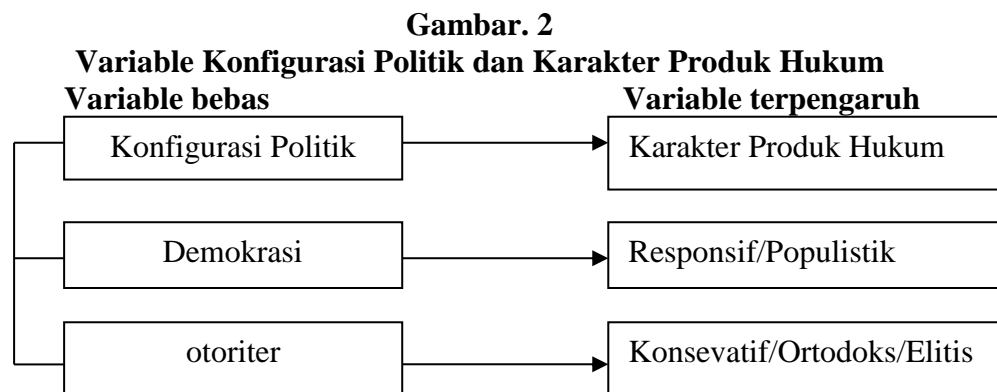 Gambar. 2
Variable Konfigurasi Politik dan Karakter Produk Hukum
Variable bebas Variable terpengaruh
Konfigurasi Politik Karakter Produk Hukum
Demokrasi Responsif/Populistik
otoriter Konsevatif/Ortodoks/Elitis